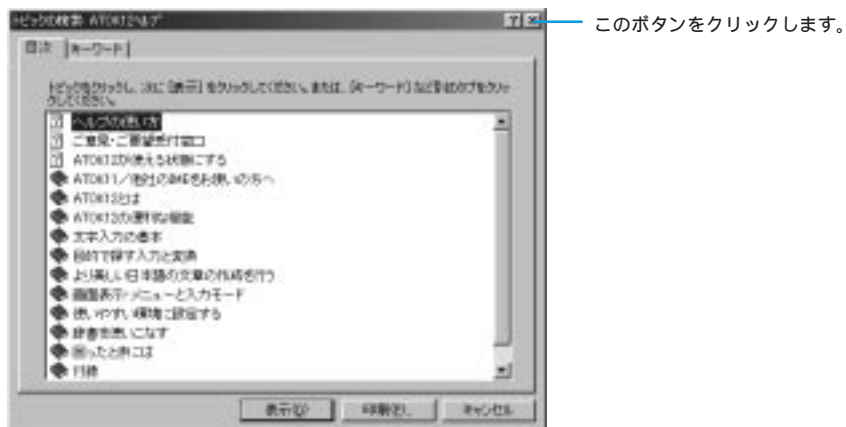 トピックの検索: ATOK12ヘルプ
このボタンをクリックします。
目次 キーワード
トピックをクリックし、次に [表示] をクリックしてください。または、[キーワード] など別のタブをクリックしてください。
ヘルプの使い方
ご意見・ご要望受付窓口
ATOK12が使える状態にする
ATOK11／他社のIMEをお使いの方へ
ATOK12とは
ATOK12の便利な機能
文字入力の基本
目的で探す入力と変換
より美しい日本語の文章の作成を行う
画面表示・メニューと入力モード
使いやすい環境に設定する
辞書を使いこなす
困ったときには
付録
表示(D) 印刷(P)... キャンセル